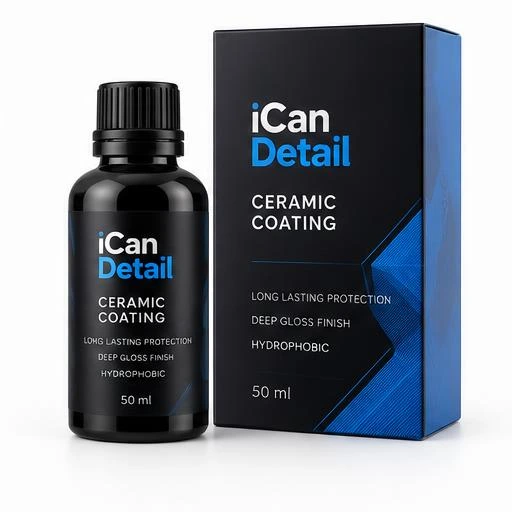 iCan
Detail
CERAMIC
COATING
LONG LASTING PROTECTION
DEEP GLOSS FINISH
HYDROPHOBIC
50 ml
iCan
Detail
CERAMIC
COATING
LONG LASTING PROTECTION
DEEP GLOSS FINISH
HYDROPHOBIC
50 ml